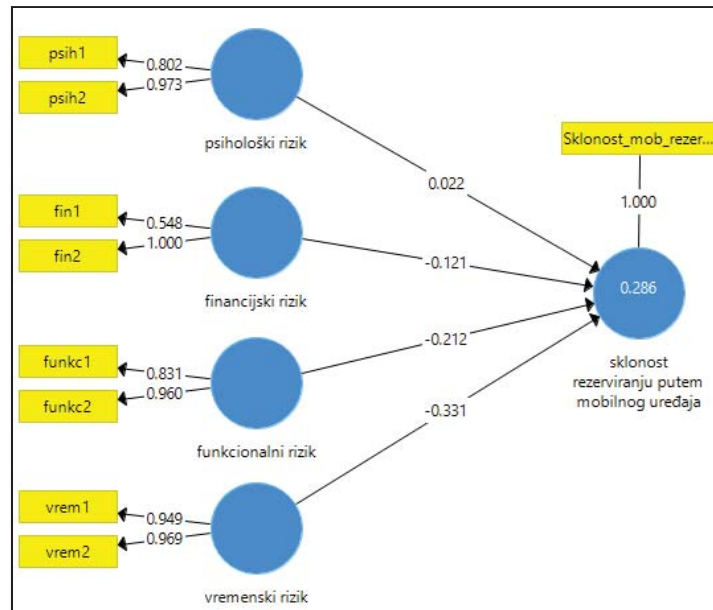 psih1
0.802
psih2
0.973
psihološki rizik
Sklonost_mob_rezer...
0.022
1.000
fin1
0.548
fin2
1.000
financijski rizik
-0.121
0.286
sklonost
rezerviranju putem
mobilnog uređaja
funkc1
0.831
funkc2
0.960
funkcionalni rizik
-0.212
-0.331
vrem1
0.949
vrem2
0.969
vremenski rizik